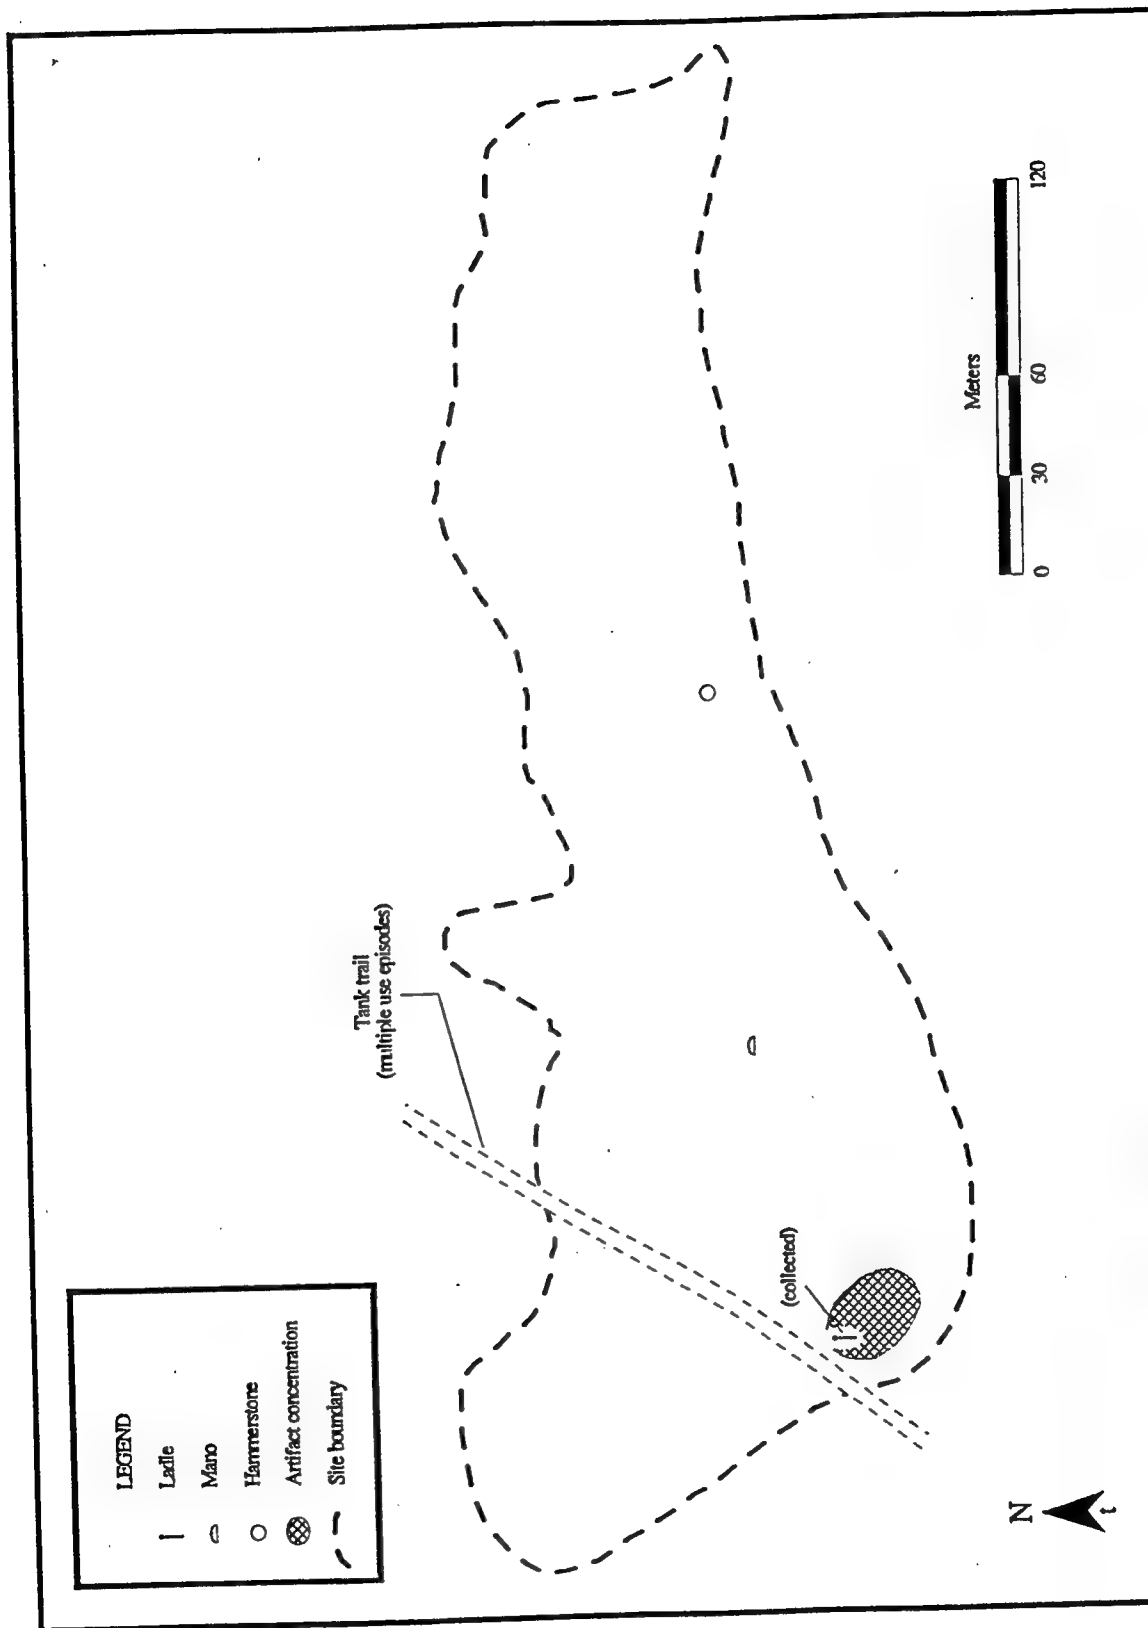 LEGEND
Ladle
Mano
Hammerstone
Artifact concentration
Site boundary
Tank trail
(multiple use episodes)
(collected)
Meters
0 30 60 120
N
t